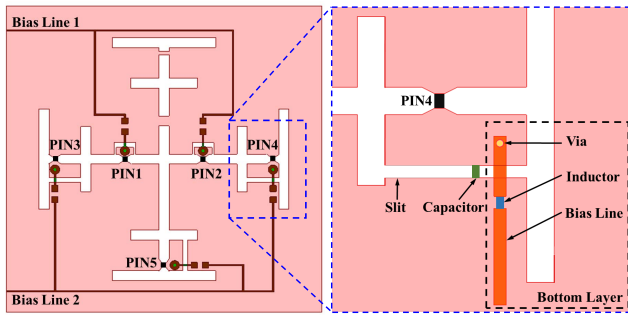 Bias Line 1
PIN3
PIN1
PIN2
PIN4
PIN5
Bias Line 2
PIN4
Via
Inductor
Slit
Capacitor
Bias Line
Bottom Layer